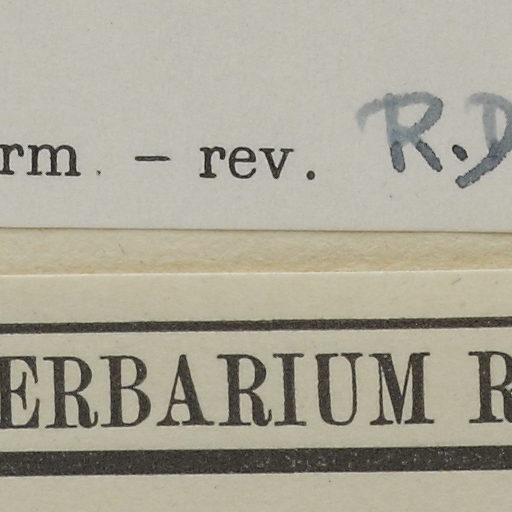 rm. – rev. R.D
ERBARIUM R